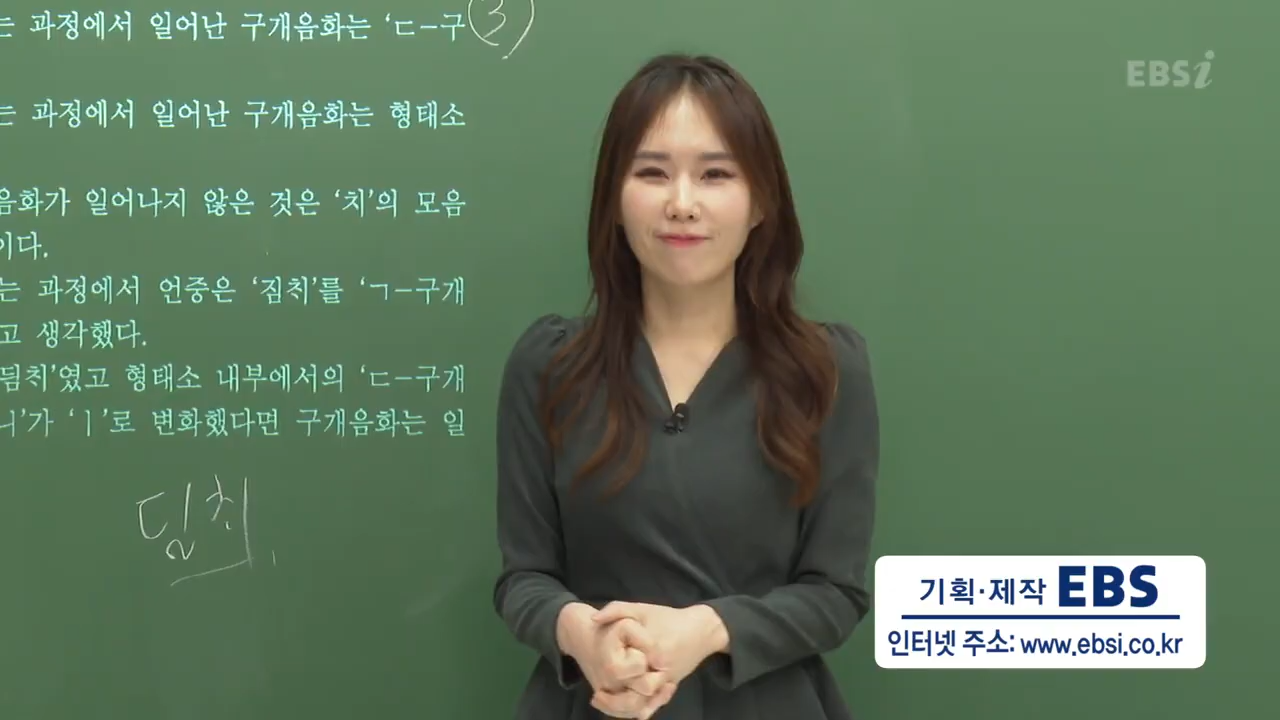 는 과정에서 일어난 구개음화는 ‘ㄷ-구
③
는 과정에서 일어난 구개음화는 형태소
음화가 일어나지 않은 것은 ‘치’의 모음
이다.
는 과정에서 언중은 ‘짐츼’를 ‘ㄱ-구개
고 생각했다.
딤츼’였고 형태소 내부에서의 ‘ㄷ-구개
ㅢ’가 ‘ㅣ’로 변화했다면 구개음화는 일
딤츼
EBSi
기획·제작 EBS
인터넷 주소: www.ebsi.co.kr